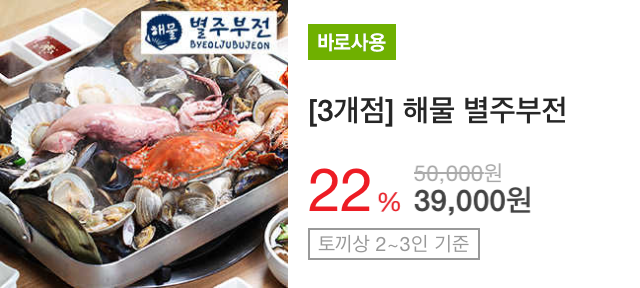 해물
별주부전
BYEOLJUBUJEON
바로사용
[3개점] 해물 별주부전
50,000원
22%
39,000원
토끼상 2~3인 기준